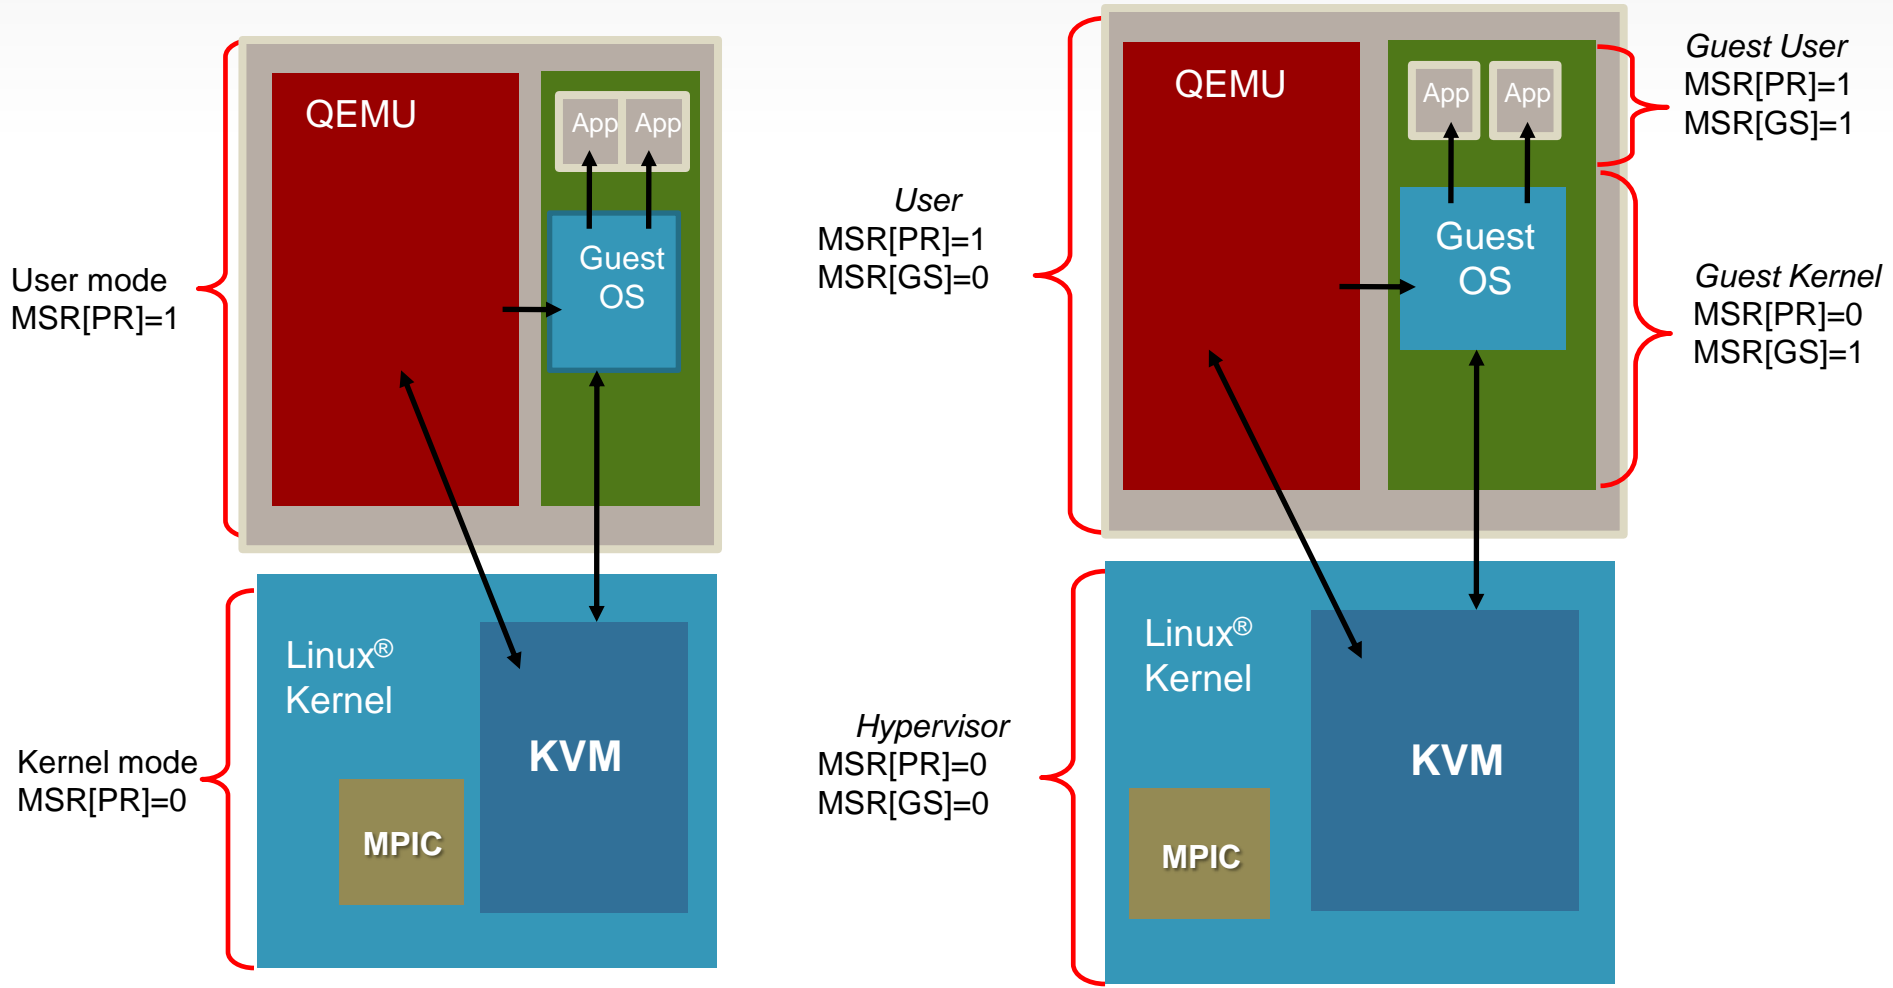 User mode
MSR[PR]=1
QEMU
App App
Guest
OS
Kernel mode
MSR[PR]=0
Linux®
Kernel
KVM
MPIC
User
MSR[PR]=1
MSR[GS]=0
QEMU
App App
Guest
OS
Guest User
MSR[PR]=1
MSR[GS]=1
Guest Kernel
MSR[PR]=0
MSR[GS]=1
Hypervisor
MSR[PR]=0
MSR[GS]=0
Linux®
Kernel
KVM
MPIC